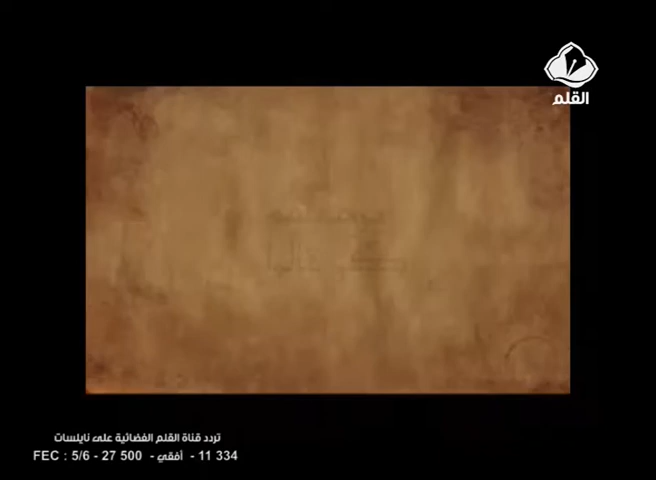 القلم
تردد قناة القلم الفضائية على نايلسات
FEC : 5/6 - 27 500 - أفقي - 11 334